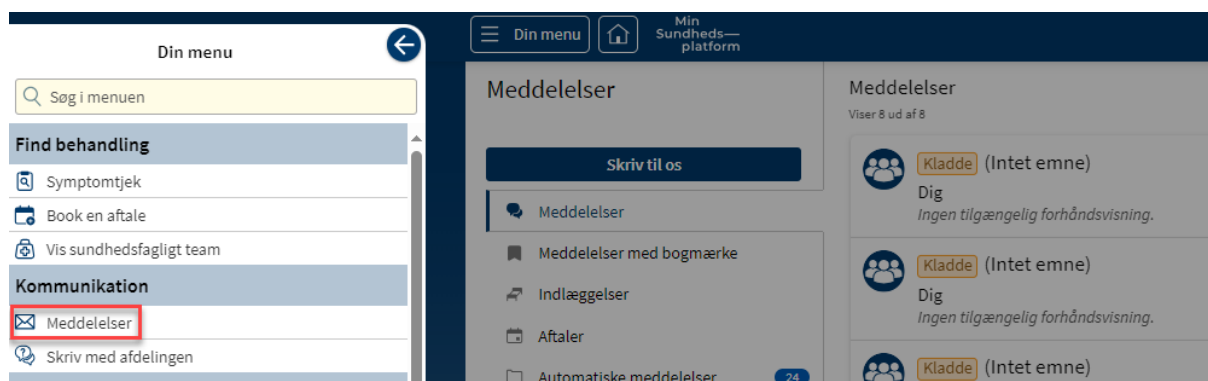 Din menu
Søg i menuen
Find behandling
Symptomtjek
Book en aftale
Vis sundhedsfagligt team
Kommunikation
Meddelelser
Skriv med afdelingen
Din menu
Min
Sundheds—
platform
Meddelelser
Skriv til os
Meddelelser
Meddelelser med bogmærke
Indlæggelser
Aftaler
Automatiske meddelelser 24
Meddelelser
Viser 8 ud af 8
Kladde (Intet emne)
Dig
Ingen tilgængelig forhåndsvisning.
Kladde (Intet emne)
Dig
Ingen tilgængelig forhåndsvisning.
Kladde (Intet emne)